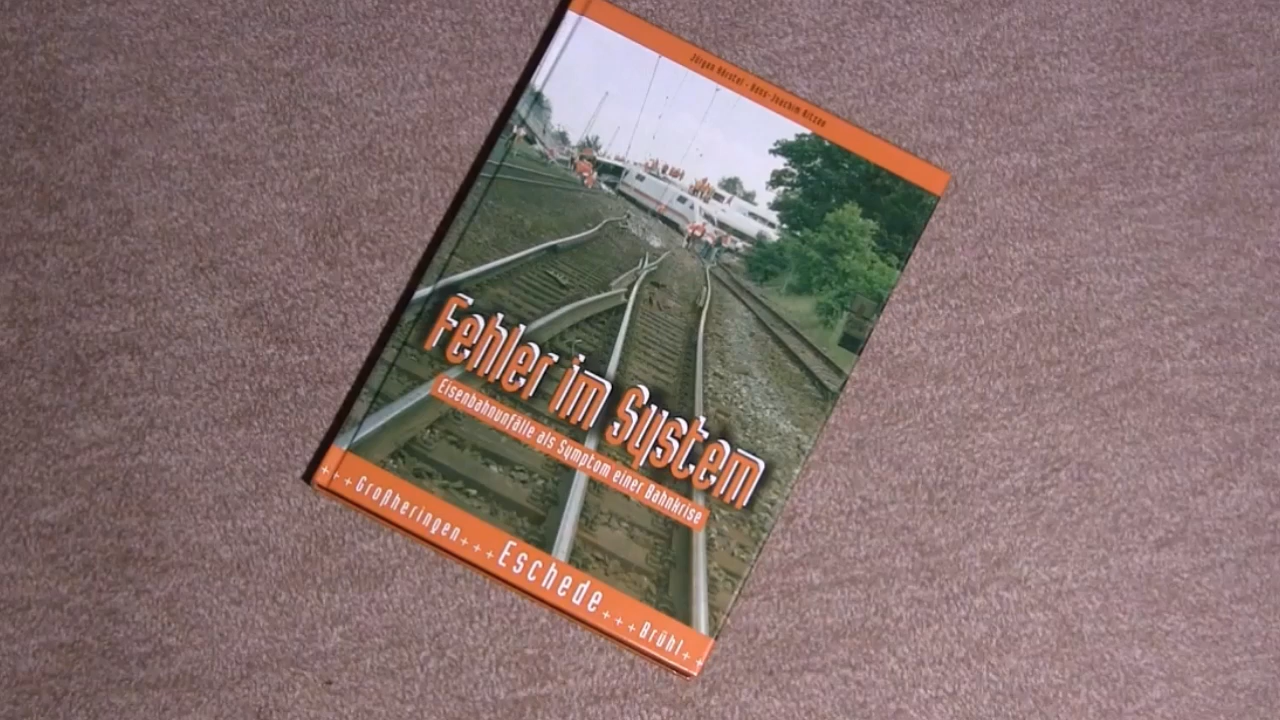 Jürgen Hörstel · Hans-Joachim Ritzau
Fehler im System
Eisenbahnunfälle als Symptom einer Bahnkrise
+++Großheringen+++Eschede+++Brühl++